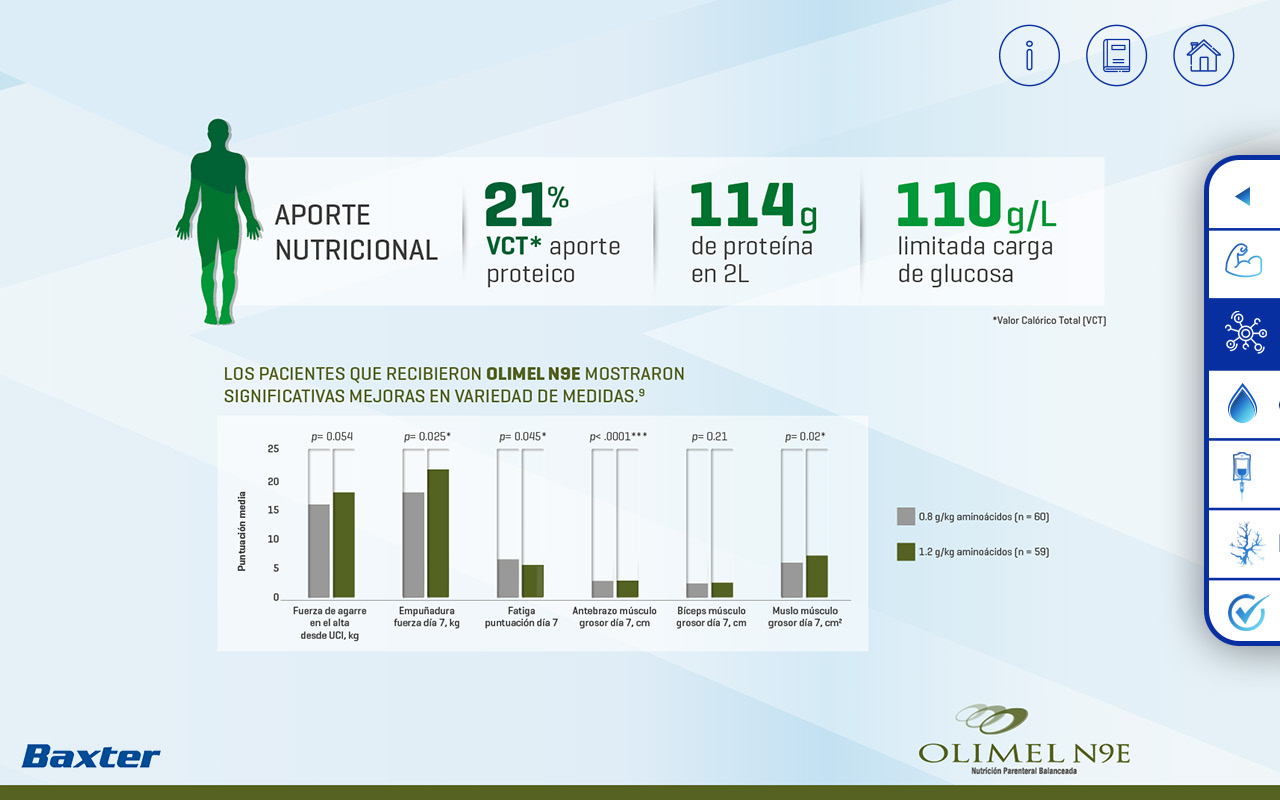 APORTE
NUTRICIONAL
21%
VCT* aporte
proteico
114g
de proteína
en 2L
110g/L
limitada carga
de glucosa
*Valor Calórico Total (VCT)
LOS PACIENTES QUE RECIBIERON OLIMEL N9E MOSTRARON
SIGNIFICATIVAS MEJORAS EN VARIEDAD DE MEDIDAS.⁹
p= 0.054
p= 0.025*
p= 0.045*
p< .0001***
p= 0.21
p= 0.02*
Puntuación media
25
20
15
10
5
0
Fuerza de agarre
en el alta
desde UCI, kg
Empuñadura
fuerza día 7, kg
Fatiga
puntuación día 7
Antebrazo músculo
grosor día 7, cm
Bíceps músculo
grosor día 7, cm
Muslo músculo
grosor día 7, cm²
0.8 g/kg aminoácidos (n = 60)
1.2 g/kg aminoácidos (n = 59)
Baxter
OLIMEL N9E
Nutrición Parenteral Balanceada